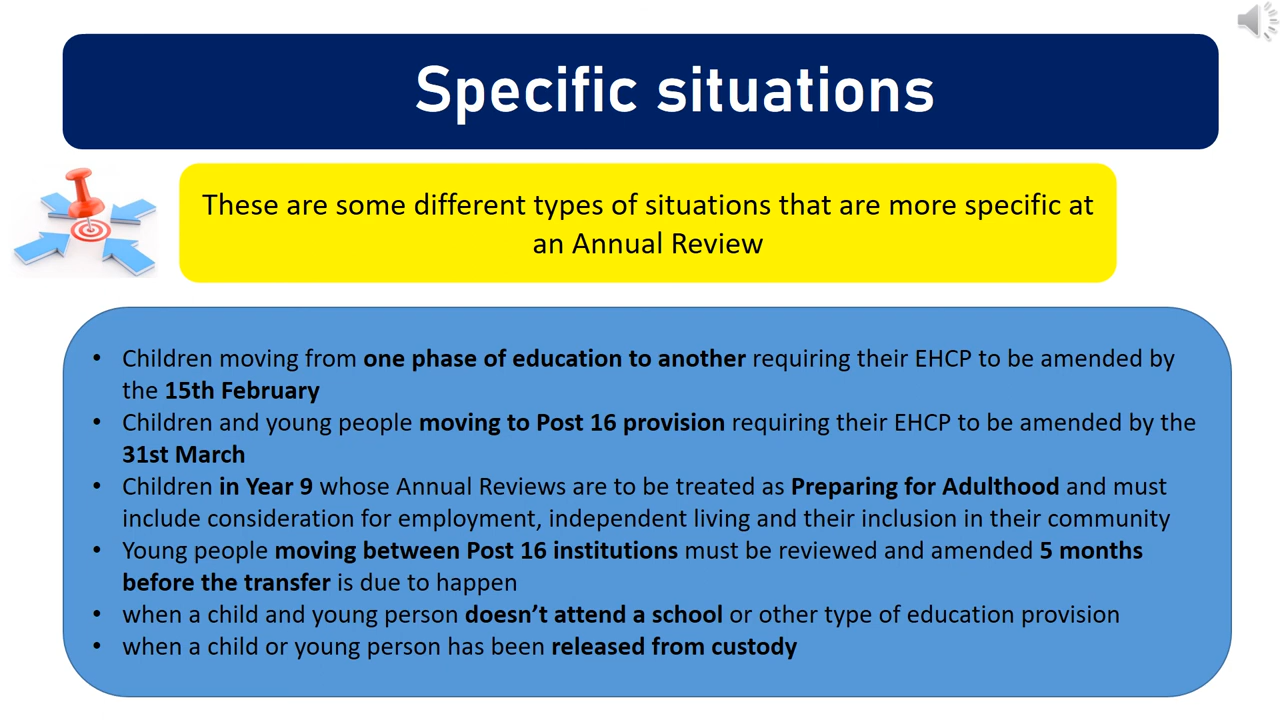 Specific situations
These are some different types of situations that are more specific at
an Annual Review
• Children moving from one phase of education to another requiring their EHCP to be amended by
the 15th February
• Children and young people moving to Post 16 provision requiring their EHCP to be amended by the
31st March
• Children in Year 9 whose Annual Reviews are to be treated as Preparing for Adulthood and must
include consideration for employment, independent living and their inclusion in their community
• Young people moving between Post 16 institutions must be reviewed and amended 5 months
before the transfer is due to happen
• when a child and young person doesn’t attend a school or other type of education provision
• when a child or young person has been released from custody